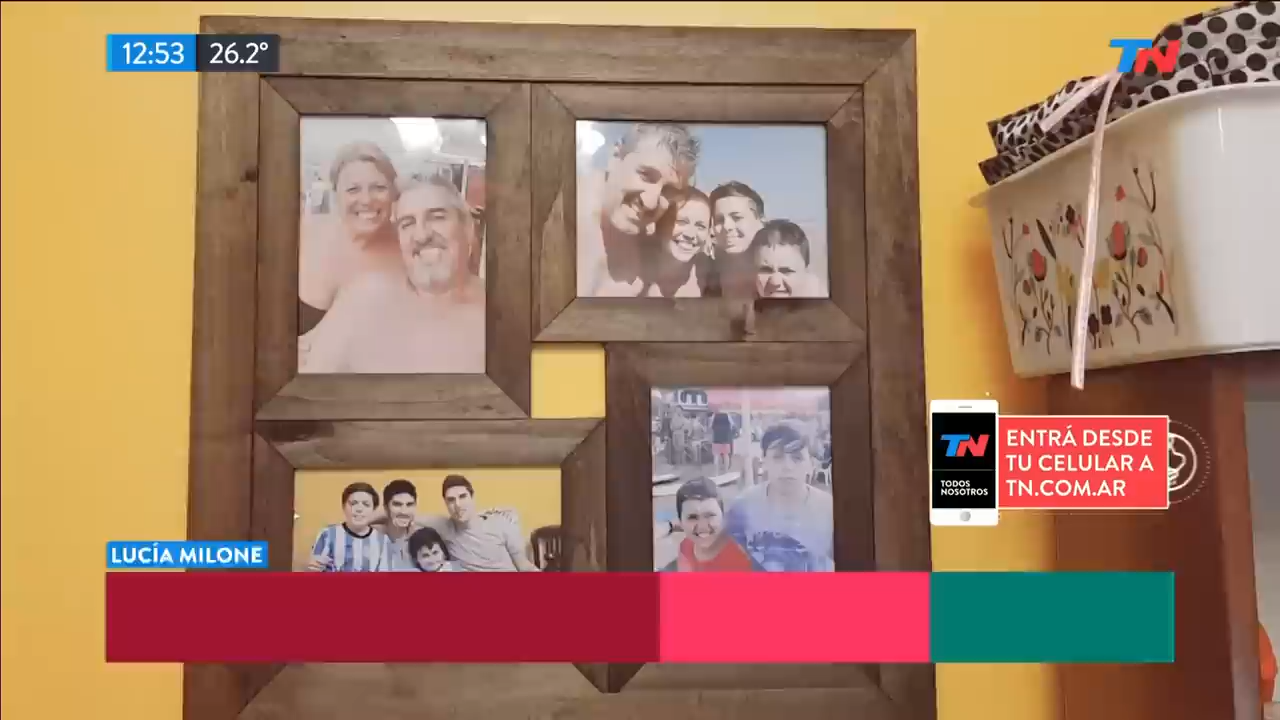 12:53 26.2°
TN
ENTRÁ DESDE
TU CELULAR A
TN.COM.AR
TN
TODOS
NOSOTROS
LUCÍA MILONE